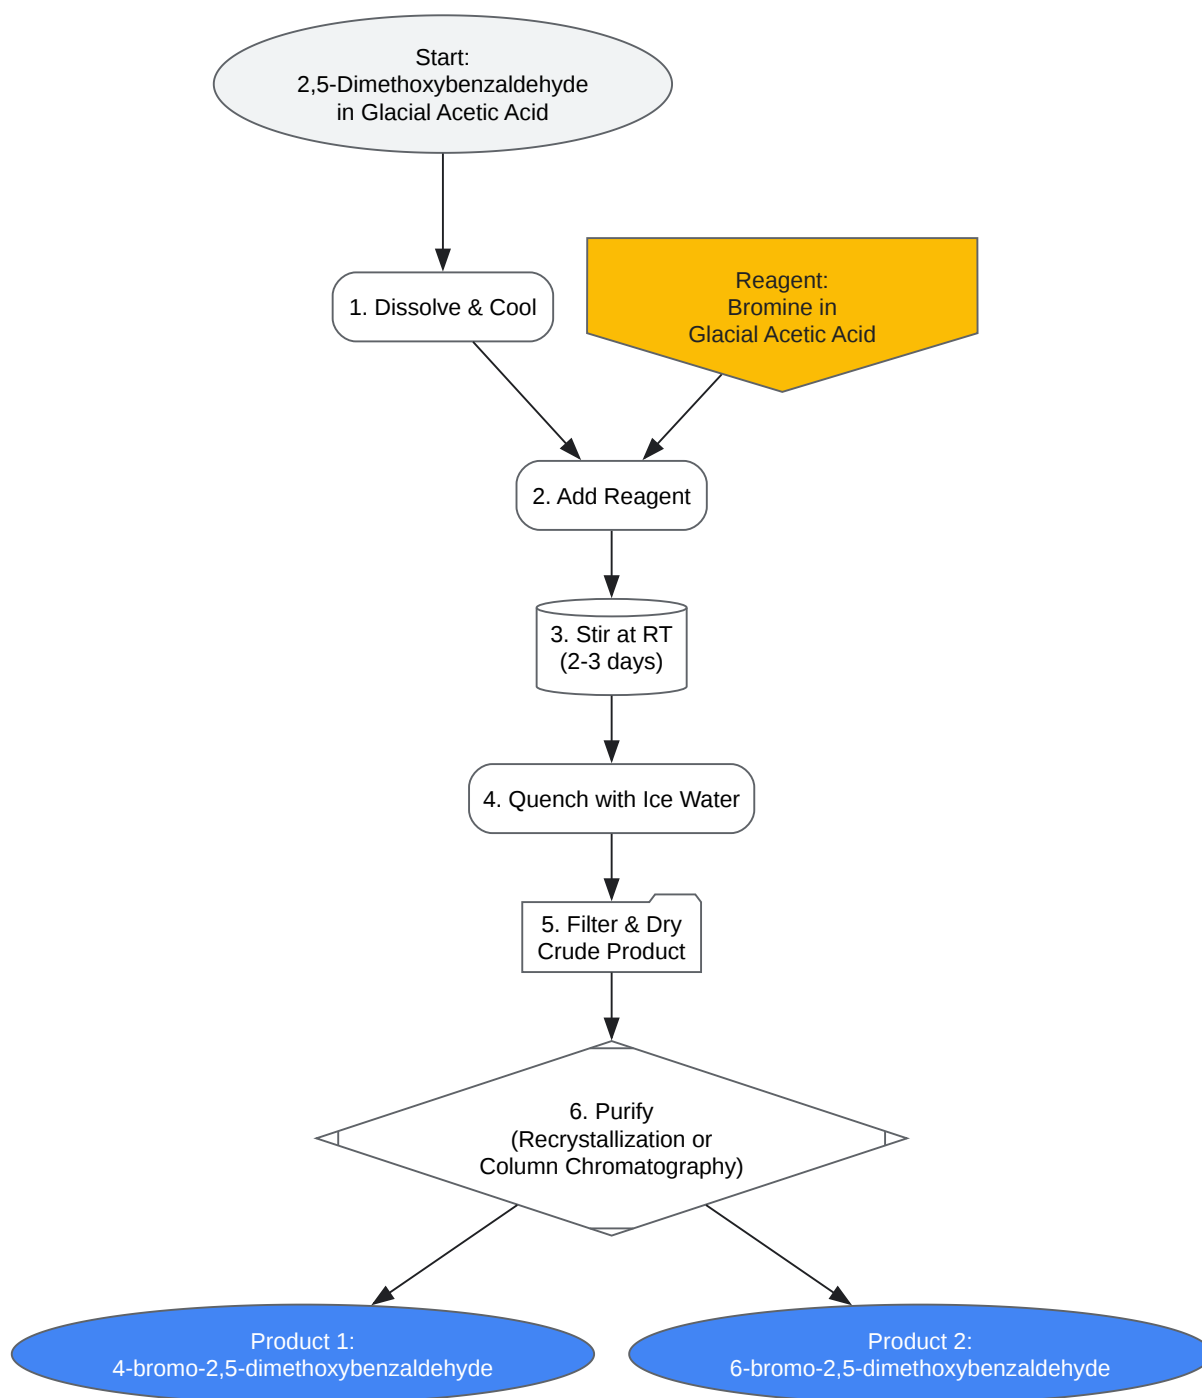 Start:
2,5-Dimethoxybenzaldehyde
in Glacial Acetic Acid
1. Dissolve & Cool
Reagent:
Bromine in
Glacial Acetic Acid
2. Add Reagent
3. Stir at RT
(2-3 days)
4. Quench with Ice Water
5. Filter & Dry
Crude Product
6. Purify
(Recrystallization or
Column Chromatography)
Product 1:
4-bromo-2,5-dimethoxybenzaldehyde
Product 2:
6-bromo-2,5-dimethoxybenzaldehyde